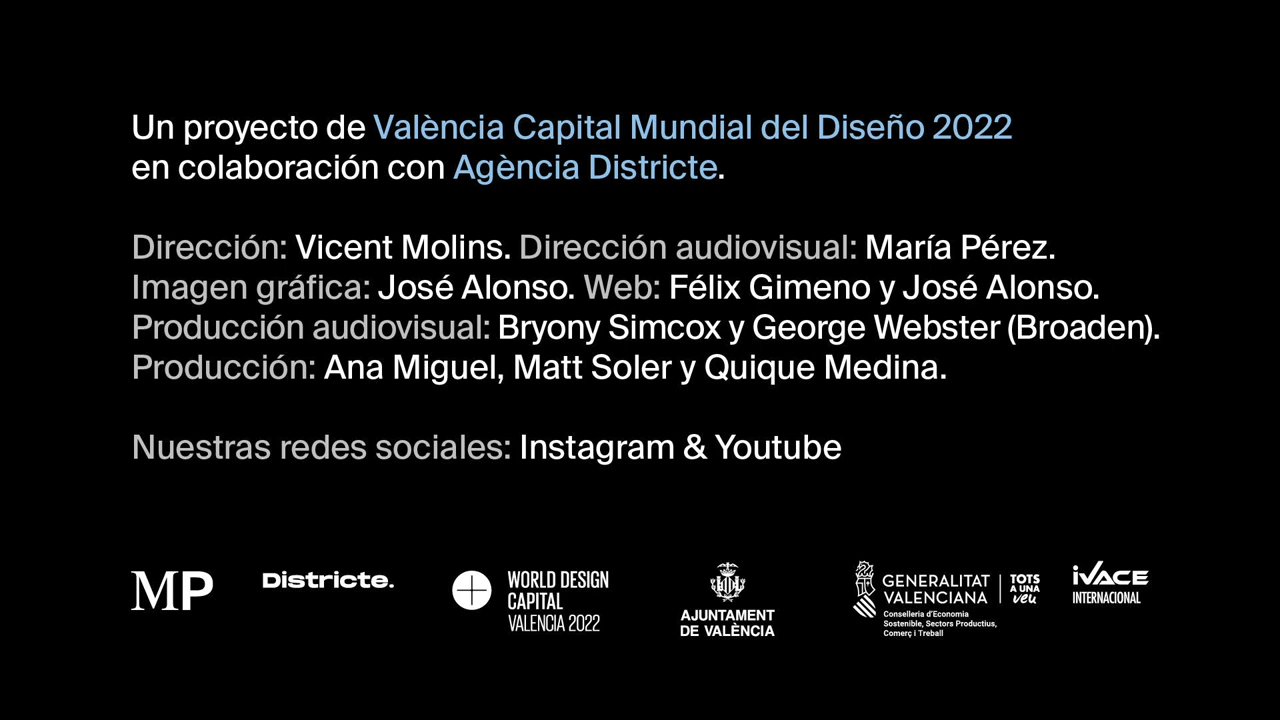 Un proyecto de València Capital Mundial del Diseño 2022
en colaboración con Agència Districte.
Dirección: Vicent Molins. Dirección audiovisual: María Pérez.
Imagen gráfica: José Alonso. Web: Félix Gimeno y José Alonso.
Producción audiovisual: Bryony Simcox y George Webster (Broaden).
Producción: Ana Miguel, Matt Soler y Quique Medina.
Nuestras redes sociales: Instagram & Youtube
MP
Districte.
WORLD DESIGN
CAPITAL
VALENCIA 2022
AJUNTAMENT
DE VALÈNCIA
GENERALITAT
VALENCIANA
Conselleria d'Economia
Sostenible, Sectors Productius,
Comerç i Treball
TOTS
A UNA
veu
iVACE
INTERNACIONAL